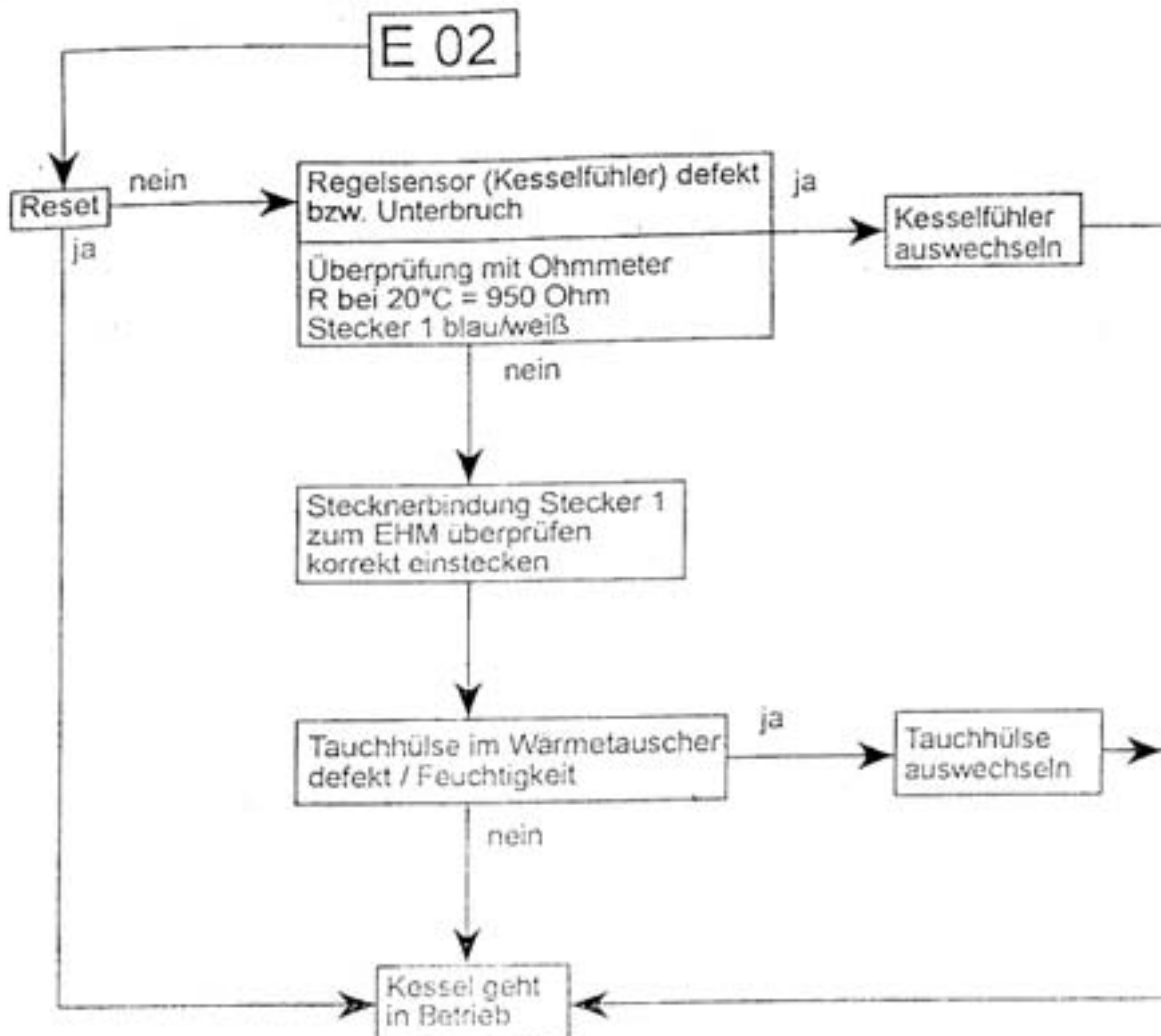 E 02
Reset
nein
ja
Regelsensor (Kesselfühler) defekt
bzw. Unterbruch
Überprüfung mit Ohmmeter
R bei 20°C = 950 Ohm
Stecker 1 blau/weiß
ja
Kesselfühler
auswechseln
nein
Stecknerbindung Stecker 1
zum EHM überprüfen
korrekt einstecken
Tauchhülse im Wärmetauscher
defekt / Feuchtigkeit
ja
Tauchhülse
auswechseln
nein
Kessel geht
in Betrieb